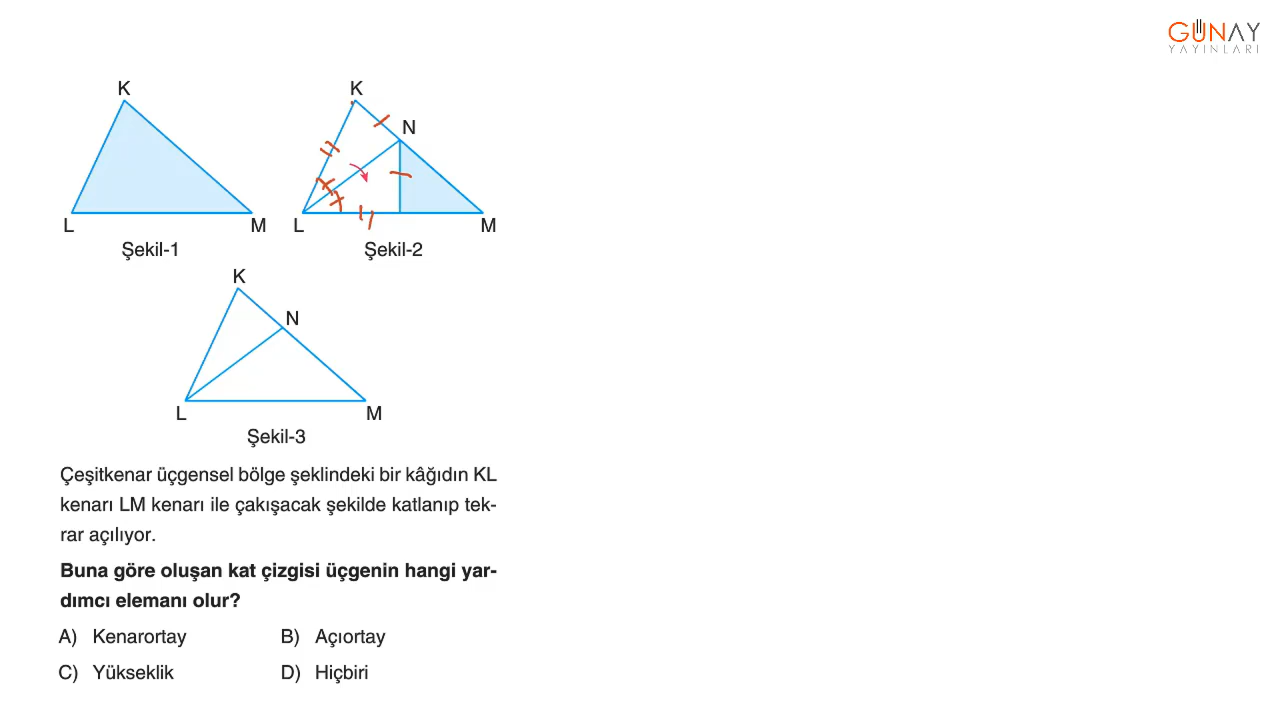 GÜNAY
YAYINLARI
K
K
N
L
M
L
M
Şekil-1
Şekil-2
K
N
L
M
Şekil-3
Çeşitkenar üçgensel bölge şeklindeki bir kâğıdın KL
kenarı LM kenarı ile çakışacak şekilde katlanıp tek-
rar açılıyor.
Buna göre oluşan kat çizgisi üçgenin hangi yar-
dımcı elemanı olur?
A) Kenarortay B) Açıortay
C) Yükseklik D) Hiçbiri